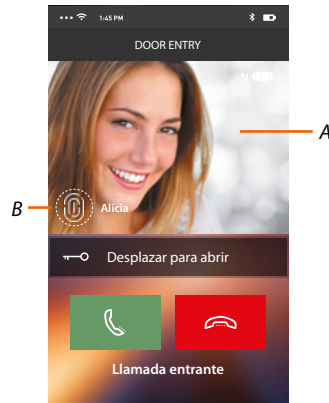 1:45 PM
DOOR ENTRY
A
B
Alicia
Desplazar para abrir
Llamada entrante